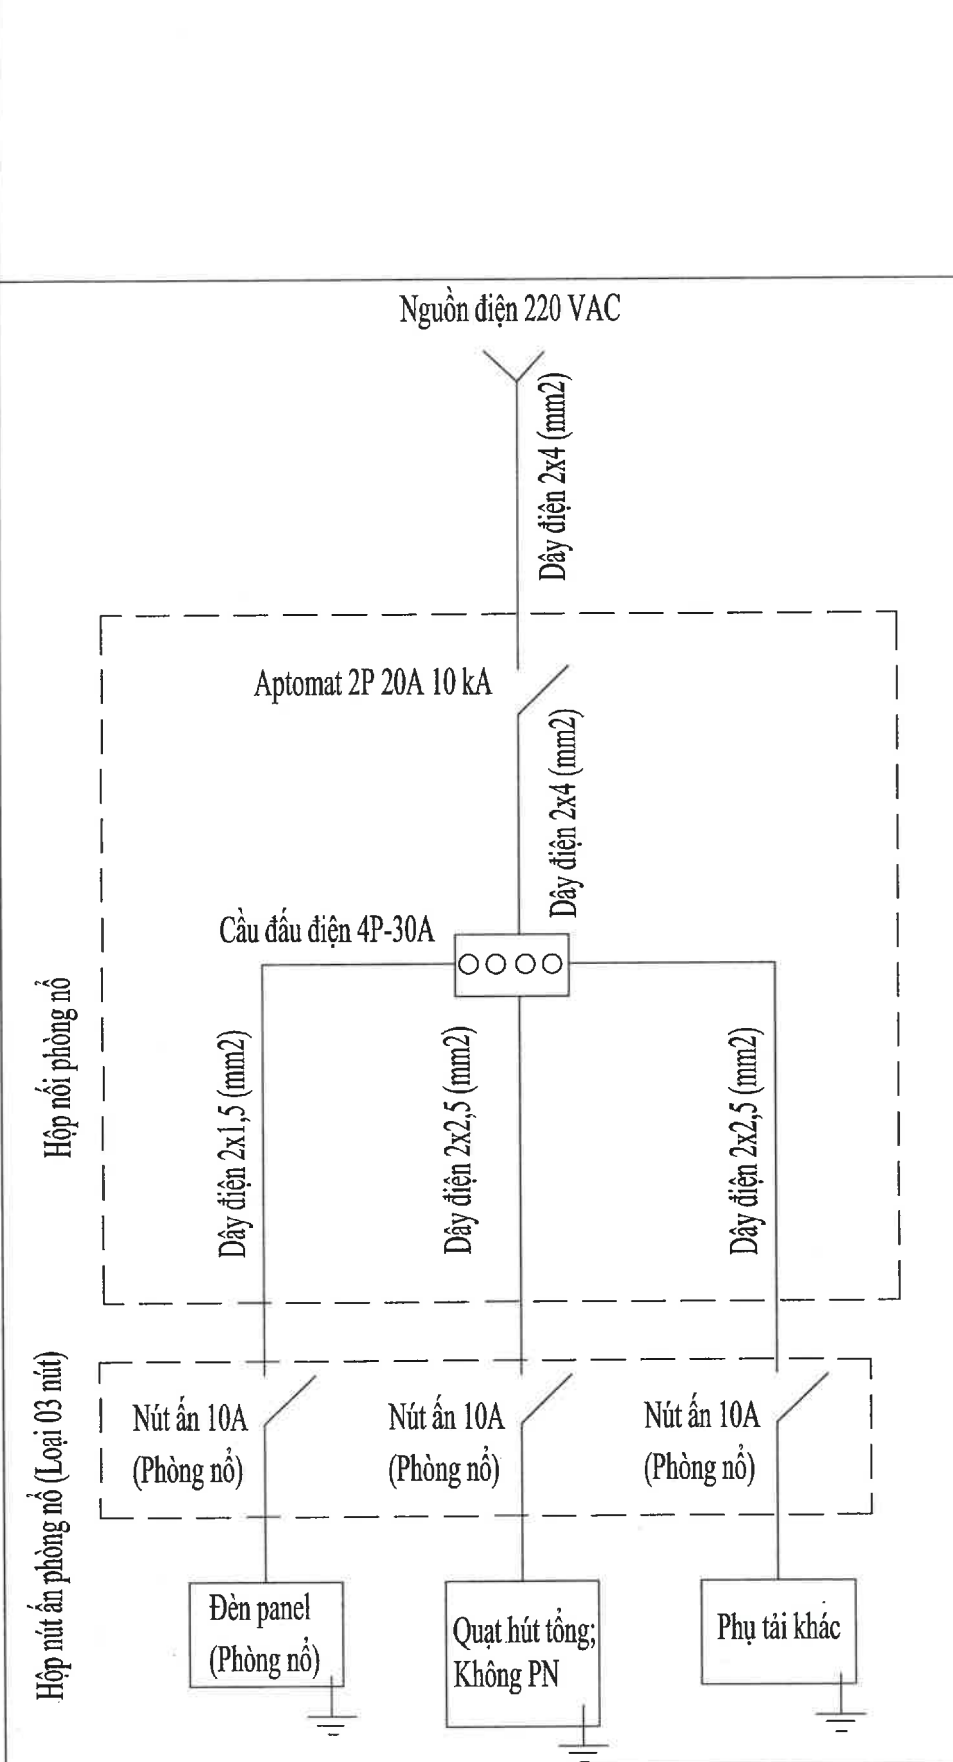 Nguồn điện 220 VAC
Dây điện 2x4 (mm2)
Aptomat 2P 20A 10 kA
Dây điện 2x4 (mm2)
Cầu đấu điện 4P-30A
Hộp nối phòng nổ
Dây điện 2x1,5 (mm2)
Dây điện 2x2,5 (mm2)
Dây điện 2x2,5 (mm2)
Hộp nút ấn phòng nổ (Loại 03 nút)
Nút ấn 10A
(Phòng nổ)
Nút ấn 10A
(Phòng nổ)
Nút ấn 10A
(Phòng nổ)
Đèn panel
(Phòng nổ)
Quạt hút tổng;
Không PN
Phụ tải khác